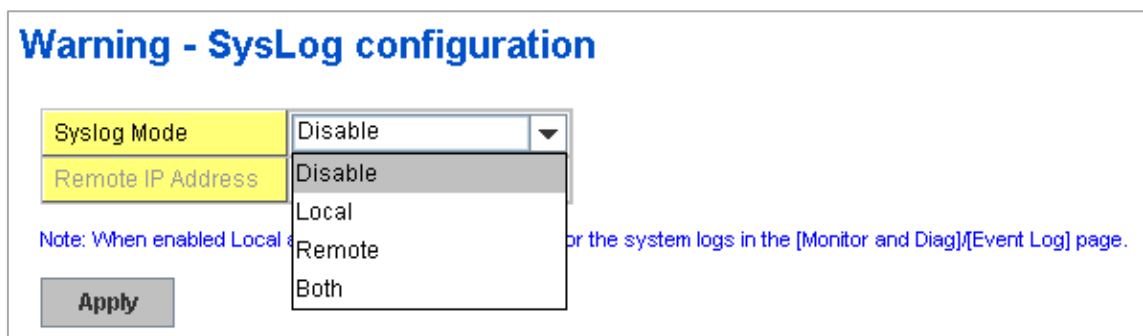 Warning - SysLog configuration
Syslog Mode Disable
Remote IP Address Disable
Local
Note: When enabled Local or the system logs in the [Monitor and Diag]/[Event Log] page.
Remote
Both
Apply